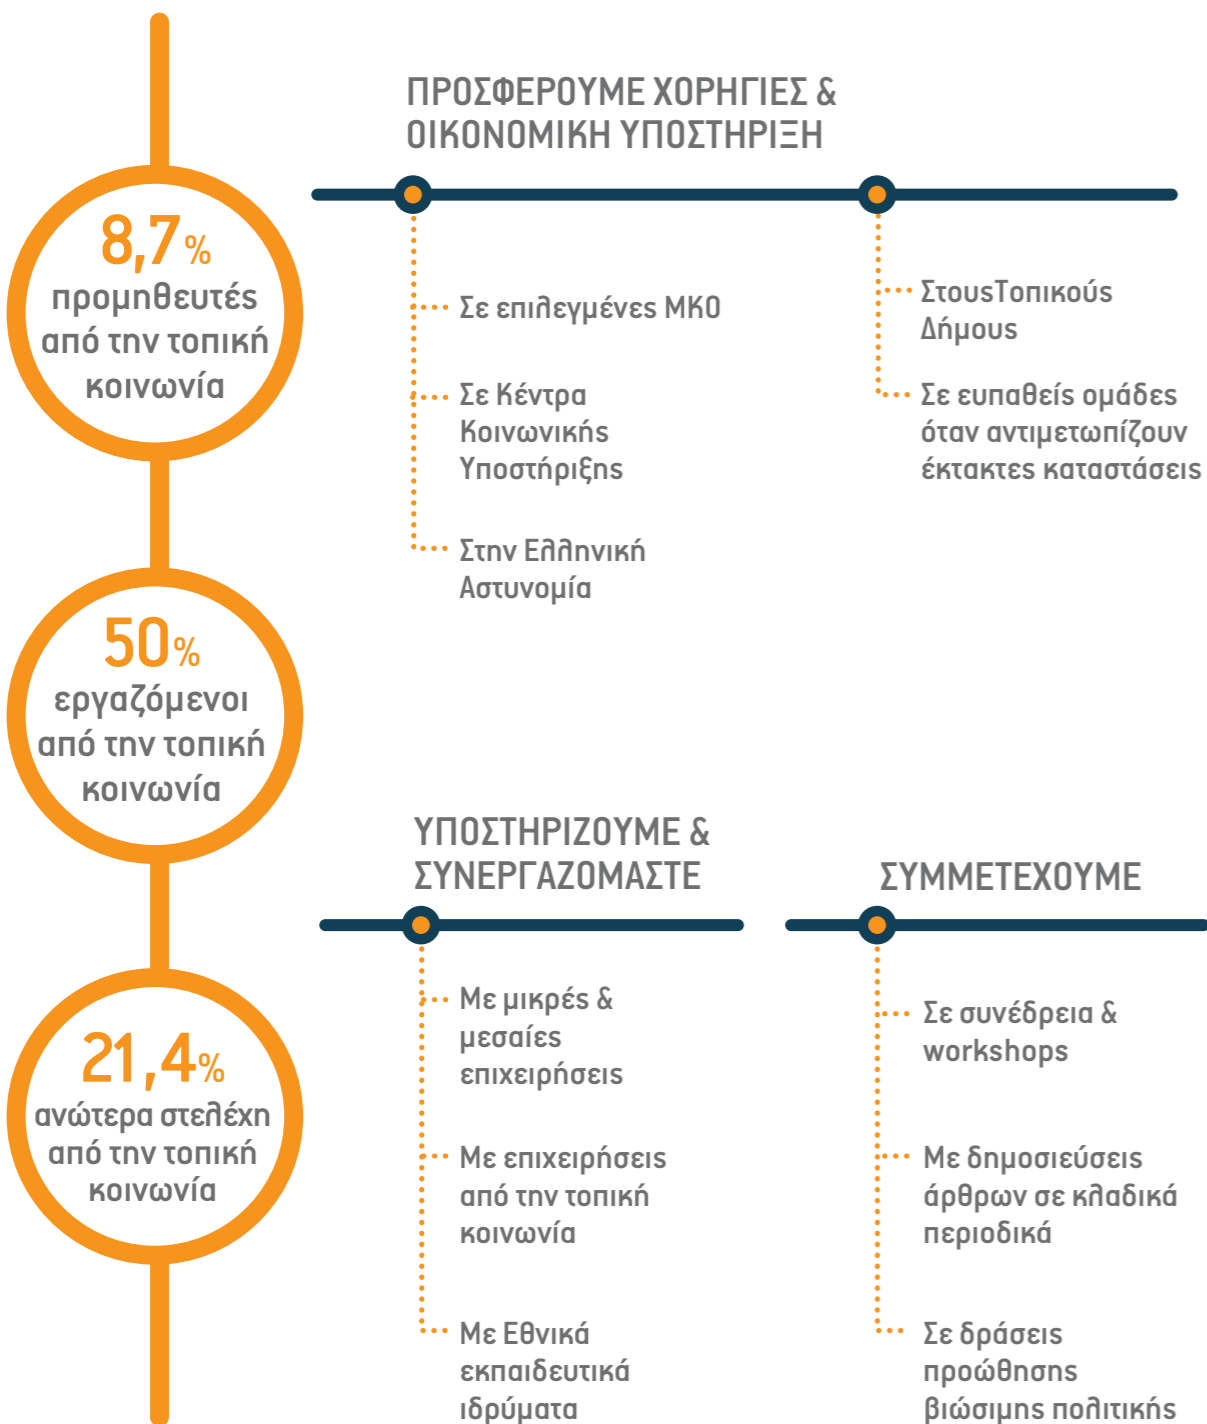 8,7%
προμηθευτές
από την τοπική
κοινωνία
50%
εργαζόμενοι
από την τοπική
κοινωνία
21,4%
ανώτερα στελέχη
από την τοπική
κοινωνία
ΠΡΟΣΦΕΡΟΥΜΕ ΧΟΡΗΓΙΕΣ &
ΟΙΚΟΝΟΜΙΚΗ ΥΠΟΣΤΗΡΙΞΗ
Σε επιλεγμένες ΜΚΟ
Σε Κέντρα
Κοινωνικής
Υποστήριξης
Στην Ελληνική
Αστυνομία
ΣτουςΤοπικούς
Δήμους
Σε ευπαθείς ομάδες
όταν αντιμετωπίζουν
έκτακτες καταστάσεις
ΥΠΟΣΤΗΡΙΖΟΥΜΕ &
ΣΥΝΕΡΓΑΖΟΜΑΣΤΕ
Με μικρές &
μεσαίες
επιχειρήσεις
Με επιχειρήσεις
από την τοπική
κοινωνία
Με Εθνικά
εκπαιδευτικά
ιδρύματα
ΣΥΜΜΕΤΕΧΟΥΜΕ
Σε συνέδρεια &
workshops
Με δημοσιεύσεις
άρθρων σε κλαδικά
περιοδικά
Σε δράσεις
προώθησης
βιώσιμης πολιτικής